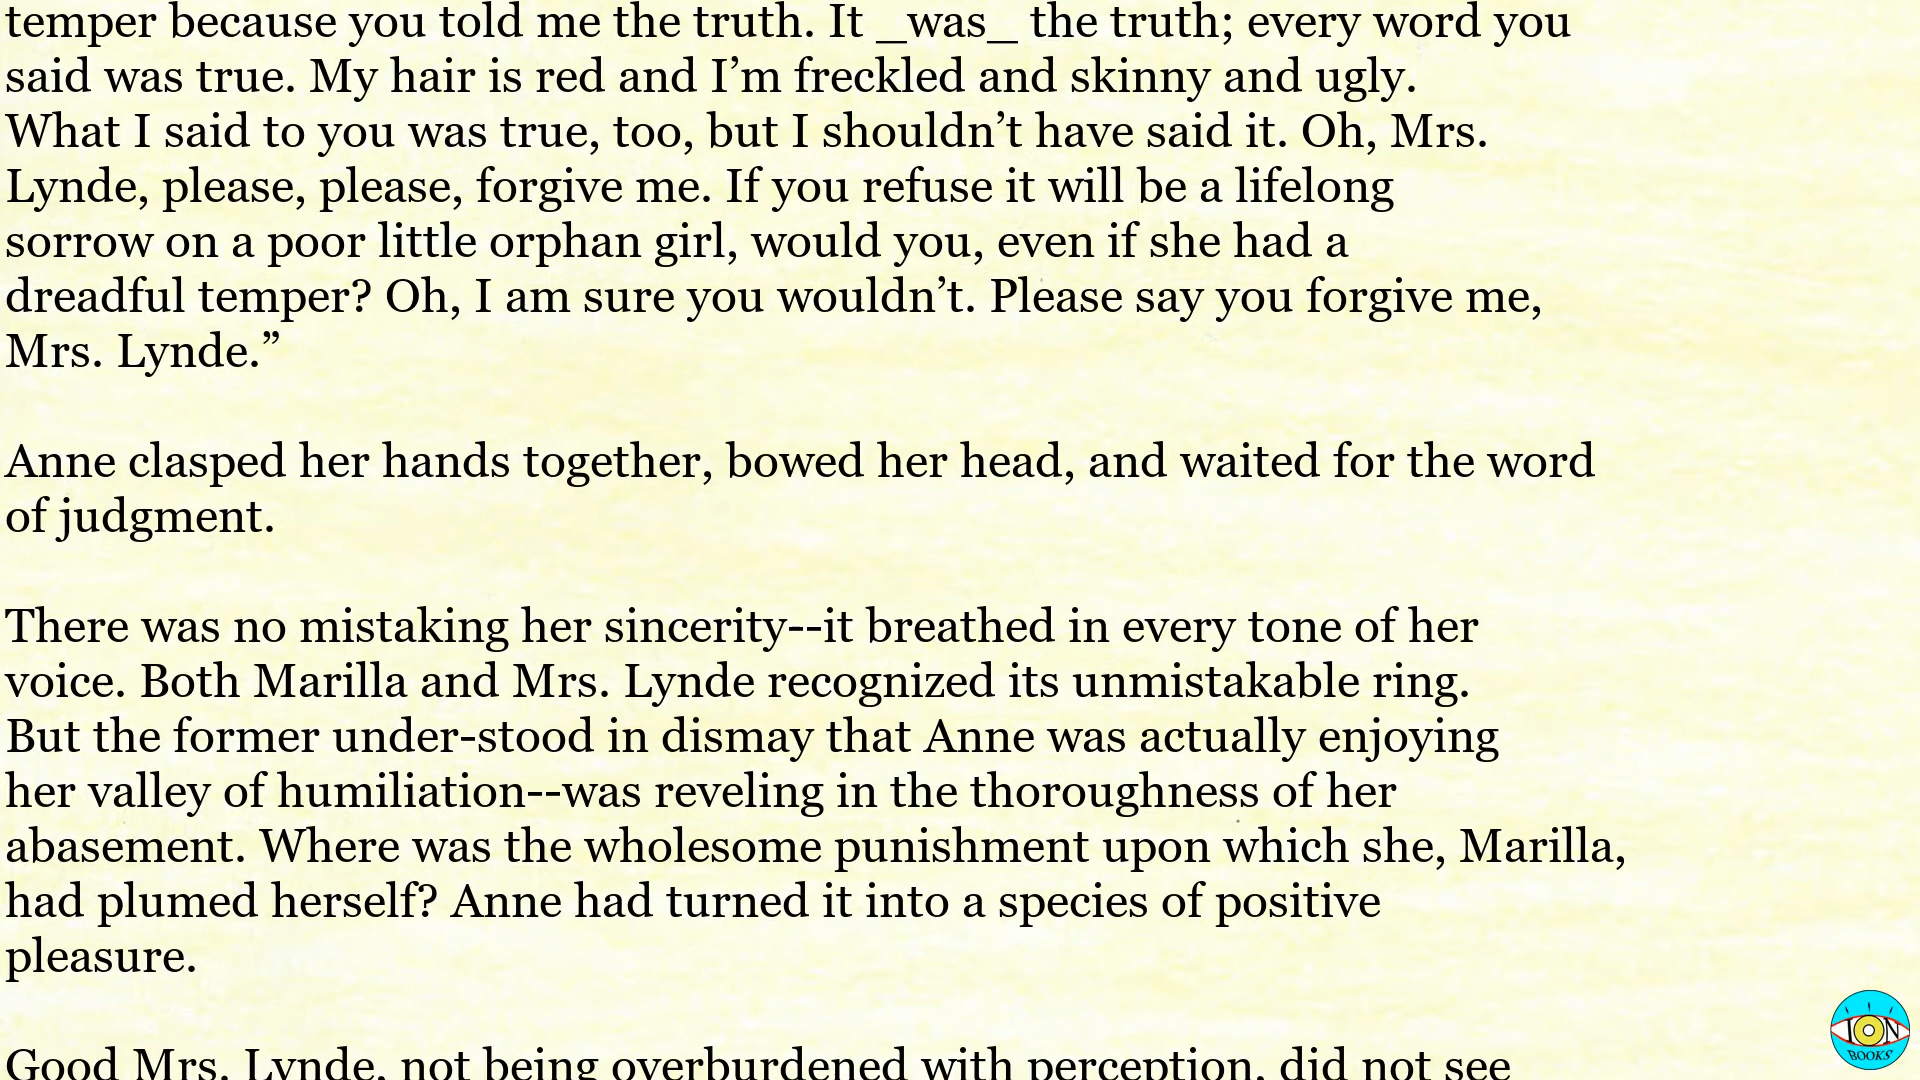 temper because you told me the truth. It _was_ the truth; every word you
said was true. My hair is red and I’m freckled and skinny and ugly.
What I said to you was true, too, but I shouldn’t have said it. Oh, Mrs.
Lynde, please, please, forgive me. If you refuse it will be a lifelong
sorrow on a poor little orphan girl, would you, even if she had a
dreadful temper? Oh, I am sure you wouldn’t. Please say you forgive me,
Mrs. Lynde.”
Anne clasped her hands together, bowed her head, and waited for the word
of judgment.
There was no mistaking her sincerity--it breathed in every tone of her
voice. Both Marilla and Mrs. Lynde recognized its unmistakable ring.
But the former under-stood in dismay that Anne was actually enjoying
her valley of humiliation--was reveling in the thoroughness of her
abasement. Where was the wholesome punishment upon which she, Marilla,
had plumed herself? Anne had turned it into a species of positive
pleasure.
Good Mrs. Lynde, not being overburdened with perception, did not see
ION
BOOKS